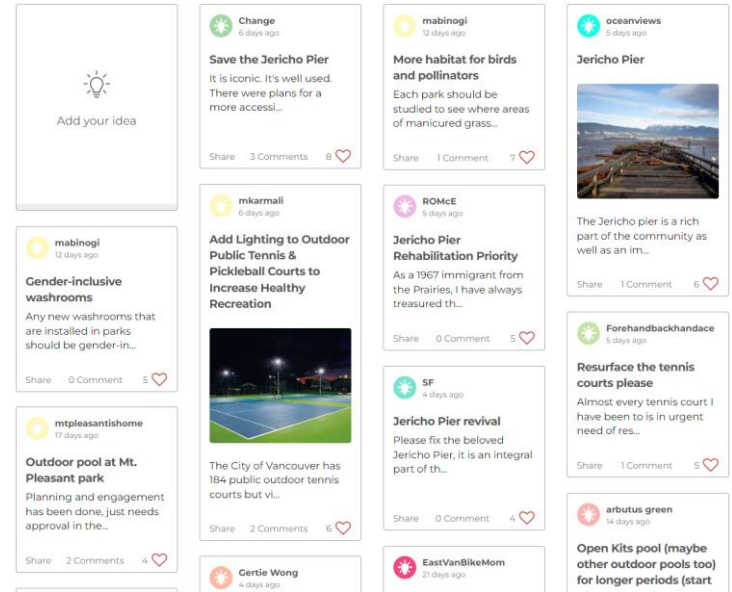 Add your idea
mabinogi
12 days ago
Gender-inclusive
washrooms
Any new washrooms that
are installed in parks
should be gender-in...
Share 0 Comment 5
mtpleasantishome
17 days ago
Outdoor pool at Mt.
Pleasant park
Planning and engagement
has been done, just needs
approval in the...
Share 2 Comments 4
Change
6 days ago
Save the Jericho Pier
It is iconic. It's well used.
There were plans for a
more accessi...
Share 3 Comments 8
mkarmali
6 days ago
Add Lighting to Outdoor
Public Tennis &
Pickleball Courts to
Increase Healthy
Recreation
The City of Vancouver has
184 public outdoor tennis
courts but vi...
Share 2 Comments 6
Gertie Wong
4 days ago
mabinogi
12 days ago
More habitat for birds
and pollinators
Each park should be
studied to see where areas
of manicured grass...
Share 1 Comment 7
ROMcE
5 days ago
Jericho Pier
Rehabilitation Priority
As a 1967 immigrant from
the Prairies, I have always
treasured th...
Share 0 Comment 5
SF
4 days ago
Jericho Pier revival
Please fix the beloved
Jericho Pier, it is an integral
part of th...
Share 0 Comment 4
EastVanBikeMom
21 days ago
oceanviews
5 days ago
Jericho Pier
The Jericho pier is a rich
part of the community as
well as an im...
Share 1 Comment 6
Forehandbackhandace
5 days ago
Resurface the tennis
courts please
Almost every tennis court I
have been to is in urgent
need of res...
Share 1 Comment 5
arbutus green
14 days ago
Open Kits pool (maybe
other outdoor pools too)
for longer periods (start